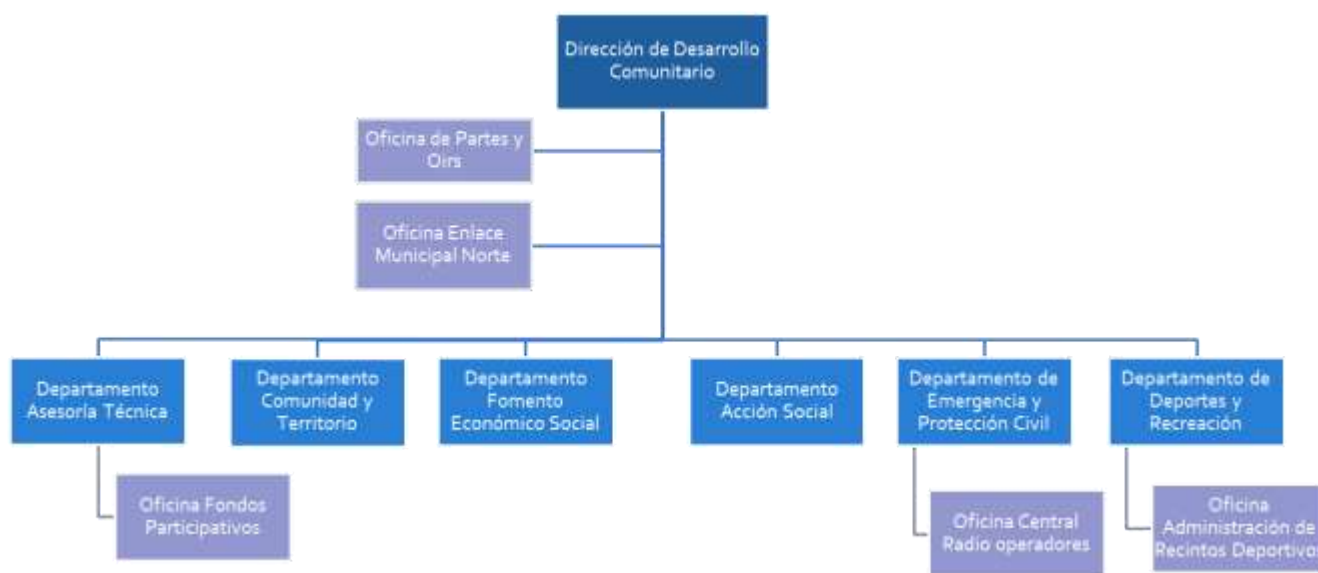 Dirección de Desarrollo
Comunitario
Oficina de Partes y
Oirs
Oficina Enlace
Municipal Norte
Departamento
Asesoría Técnica
Departamento
Comunidad y
Territorio
Departamento
Fomento
Económico Social
Departamento
Acción Social
Departamento de
Emergencia y
Protección Civil
Departamento de
Deportes y
Recreación
Oficina Fondos
Participativos
Oficina Central
Radio operadores
Oficina
Administración de
Recintos Deportivos